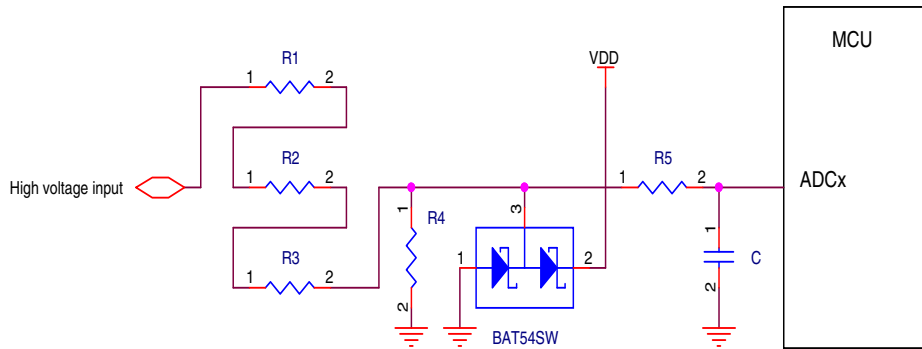 MCU
R1
1 2
VDD
R2
1 2
High voltage input
R5
1 2
ADCx
1
R4
2
3
1 2
BAT54SW
R3
1 2
1
C
2